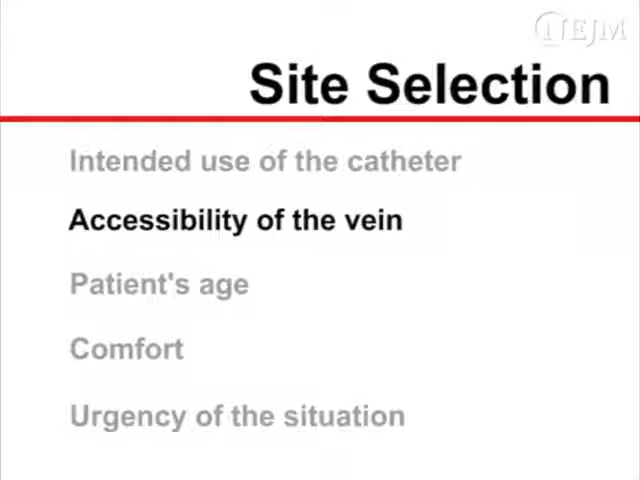 NEJM
Site Selection
Intended use of the catheter
Accessibility of the vein
Patient's age
Comfort
Urgency of the situation